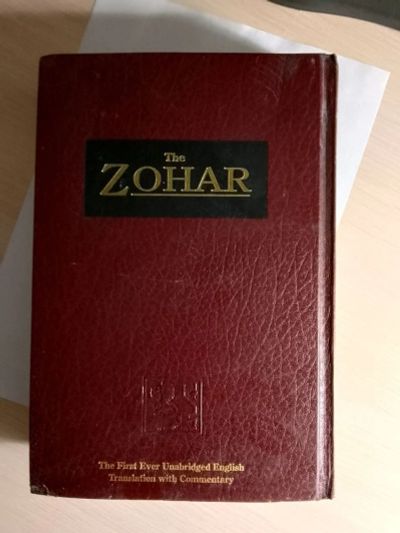 The
ZOHAR
The First Ever Unabridged English
Translation with Commentary